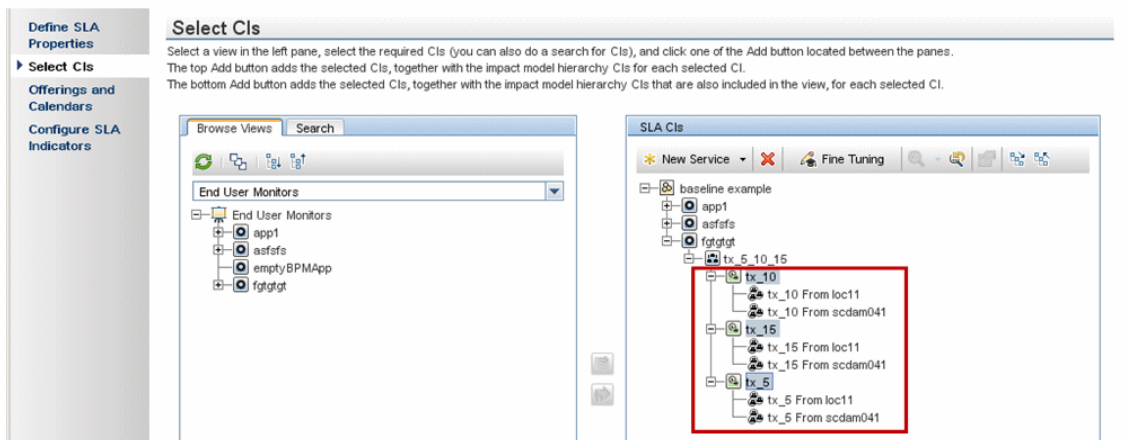 Define SLA
Properties
Select CIs
Offerings and
Calendars
Configure SLA
Indicators
Select CIs
Select a view in the left pane, select the required CIs (you can also do a search for CIs), and click one of the Add button located between the panes.
The top Add button adds the selected CIs, together with the impact model hierarchy CIs for each selected CI.
The bottom Add button adds the selected CIs, together with the impact model hierarchy CIs that are also included in the view, for each selected CI.
Browse Views Search
End User Monitors
End User Monitors
app1
asfsfs
emptyBPMApp
fgtgtgt
SLA CIs
New Service Fine Tuning
baseline example
app1
asfsfs
fgtgtgt
tx_5_10_15
tx_10
tx_10 From loc11
tx_10 From scdam041
tx_15
tx_15 From loc11
tx_15 From scdam041
tx_5
tx_5 From loc11
tx_5 From scdam041